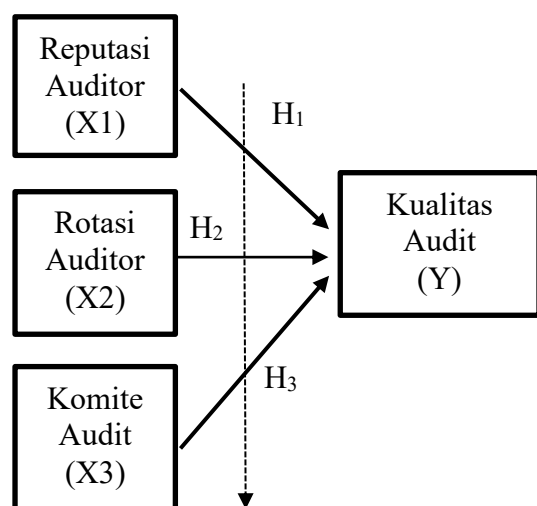 Reputasi
Auditor
(X1)
H₁
Rotasi
Auditor
(X2)
H₂
Kualitas
Audit
(Y)
Komite
Audit
(X3)
H₃